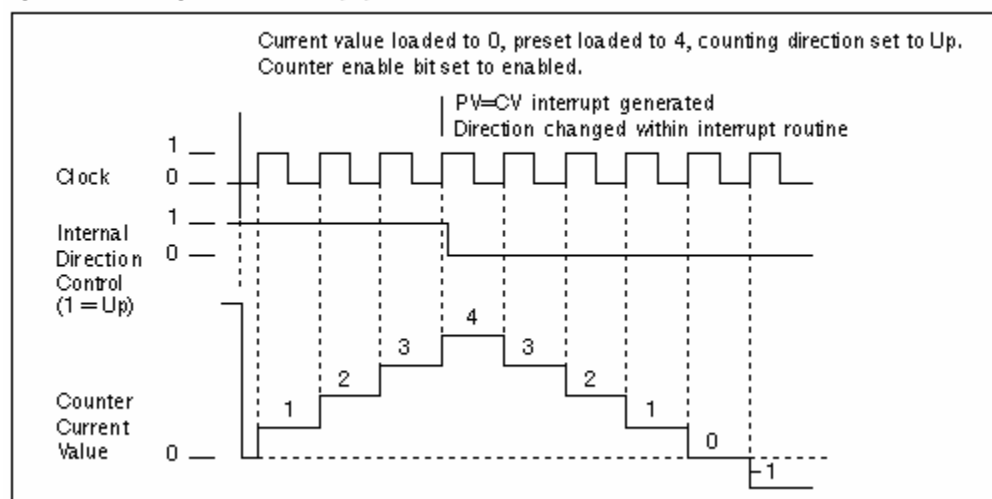 Current value loaded to 0, preset loaded to 4, counting direction set to Up.
Counter enable bit set to enabled.
PV=CV interrupt generated
Direction changed within interrupt routine
1
Clock 0
1
Internal
Direction 0
Control
(1 = Up)
4
3 3
2 2
Counter 1 1
Current
Value 0 0
-1